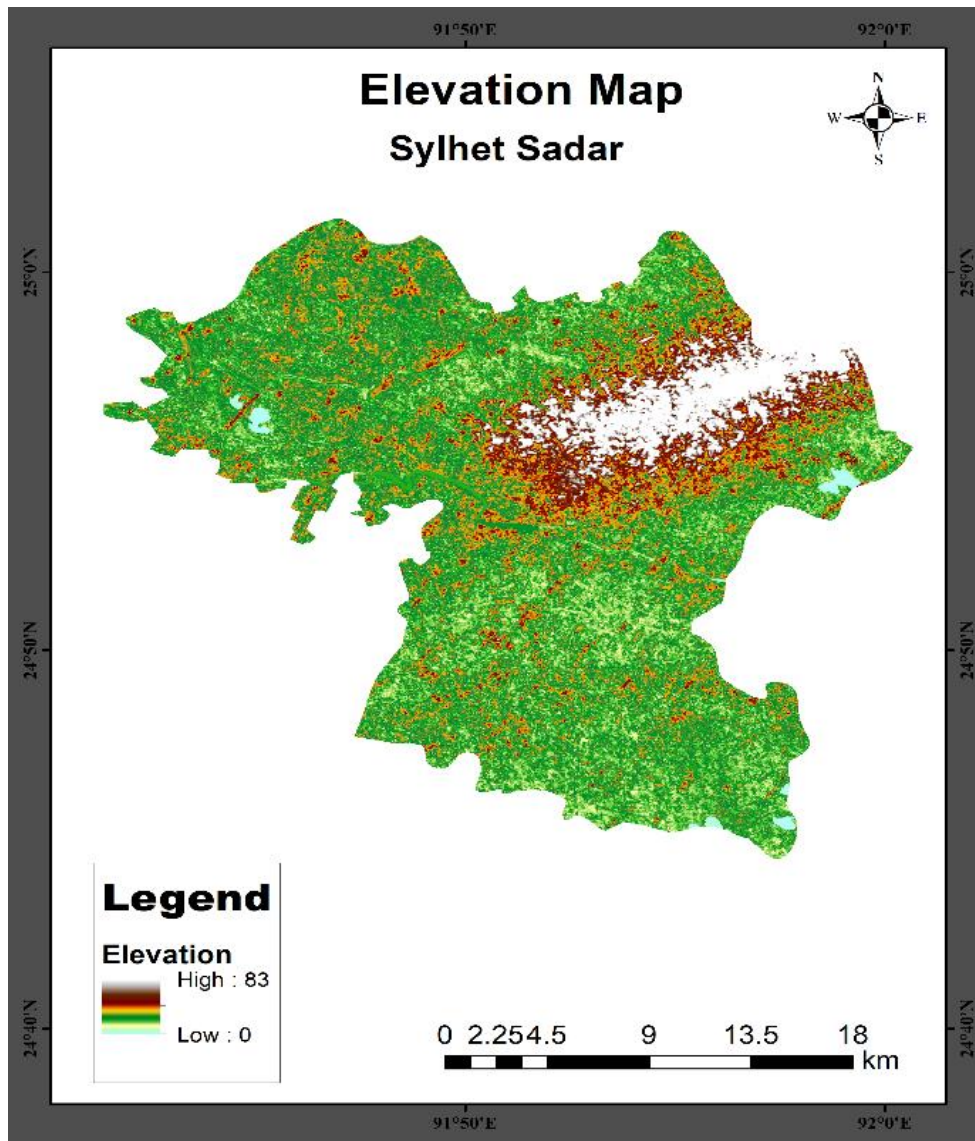 91°50'E 92°0'E
Elevation Map
Sylhet Sadar
N
W E
S
25°0'N 25°0'N
24°50'N 24°50'N
Legend
Elevation
High : 83
Low : 0
24°40'N 24°40'N
0 2.25 4.5 9 13.5 18
km
91°50'E 92°0'E